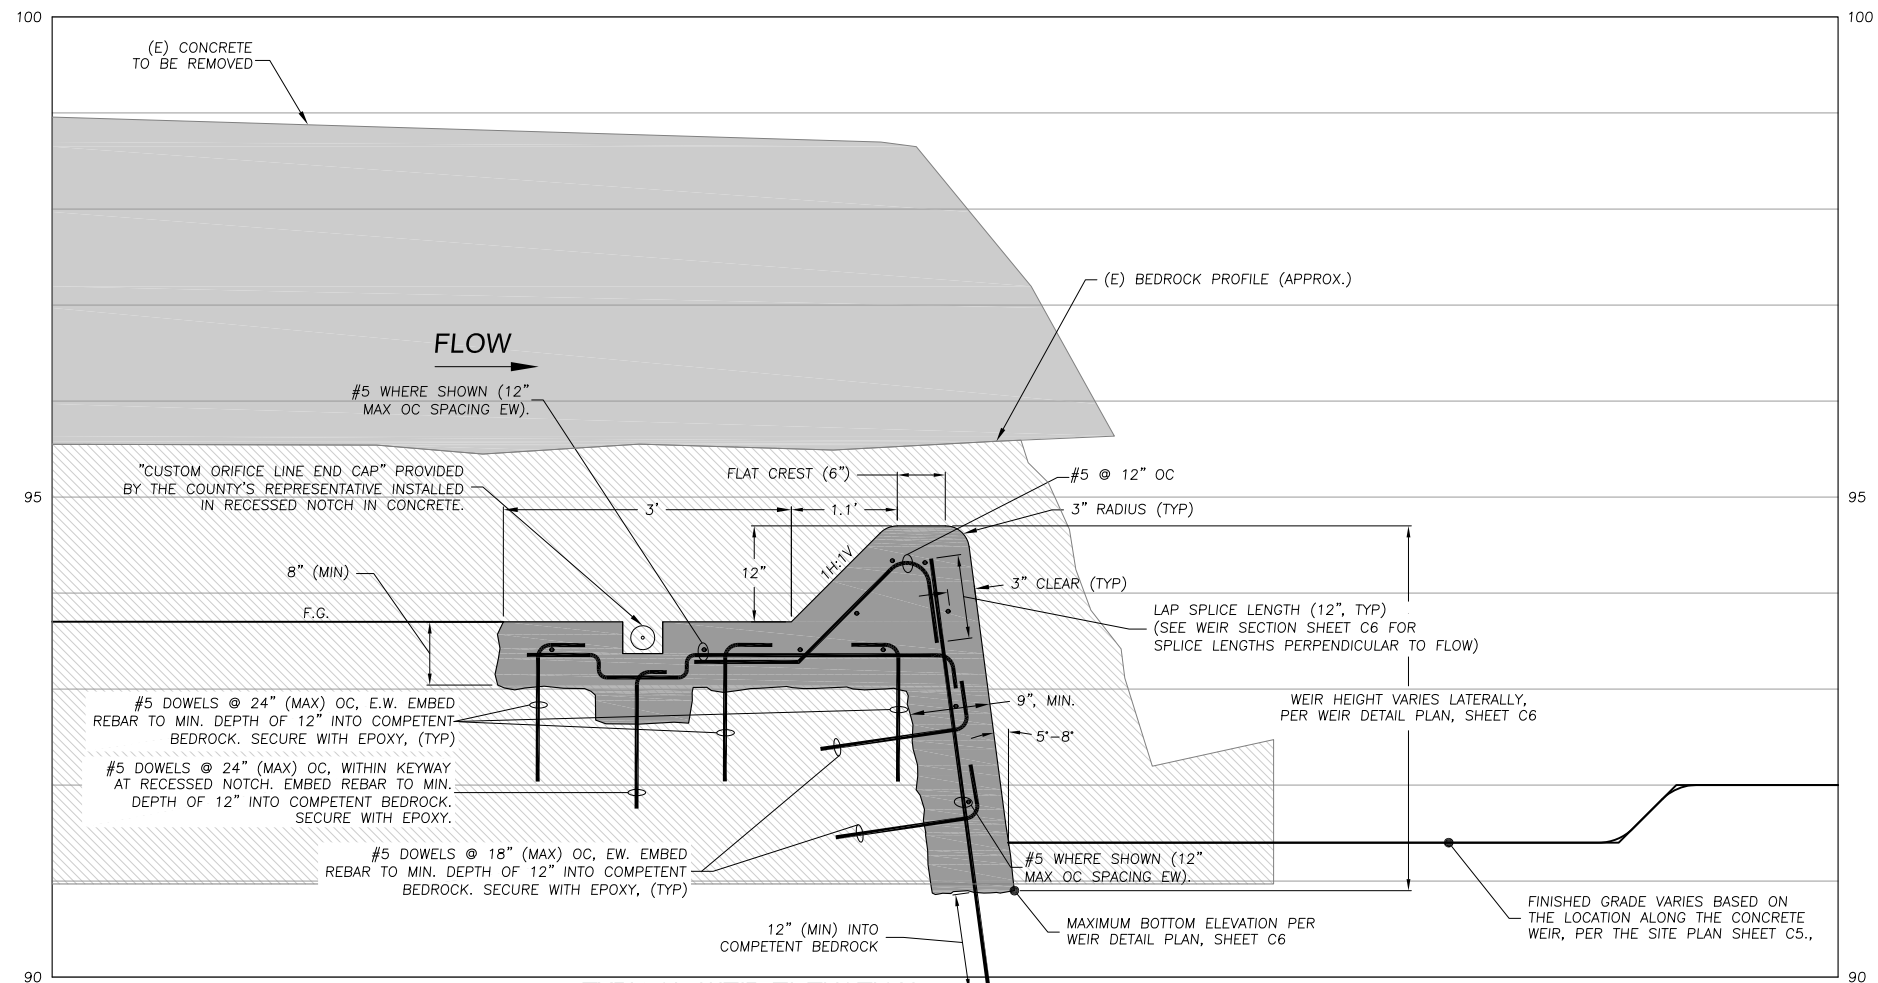 100
100
(E) CONCRETE
TO BE REMOVED
(E) BEDROCK PROFILE (APPROX.)
FLOW
#5 WHERE SHOWN (12"
MAX OC SPACING EW).
"CUSTOM ORIFICE LINE END CAP" PROVIDED
BY THE COUNTY'S REPRESENTATIVE INSTALLED
IN RECESSED NOTCH IN CONCRETE.
FLAT CREST (6")
#5 @ 12" OC
95
95
3'
1.1'
3" RADIUS (TYP)
8" (MIN)
12"
1H:1V
3" CLEAR (TYP)
F.G.
LAP SPLICE LENGTH (12", TYP)
(SEE WEIR SECTION SHEET C6 FOR
SPLICE LENGTHS PERPENDICULAR TO FLOW)
#5 DOWELS @ 24" (MAX) OC, E.W. EMBED
REBAR TO MIN. DEPTH OF 12" INTO COMPETENT
BEDROCK. SECURE WITH EPOXY, (TYP)
9", MIN.
WEIR HEIGHT VARIES LATERALLY,
PER WEIR DETAIL PLAN, SHEET C6
5°-8°
#5 DOWELS @ 24" (MAX) OC, WITHIN KEYWAY
AT RECESSED NOTCH. EMBED REBAR TO MIN.
DEPTH OF 12" INTO COMPETENT BEDROCK.
SECURE WITH EPOXY.
#5 DOWELS @ 18" (MAX) OC, EW. EMBED
REBAR TO MIN. DEPTH OF 12" INTO COMPETENT
BEDROCK. SECURE WITH EPOXY, (TYP)
#5 WHERE SHOWN (12"
MAX OC SPACING EW).
12" (MIN) INTO
COMPETENT BEDROCK
MAXIMUM BOTTOM ELEVATION PER
WEIR DETAIL PLAN, SHEET C6
FINISHED GRADE VARIES BASED ON
THE LOCATION ALONG THE CONCRETE
WEIR, PER THE SITE PLAN SHEET C5.,
90
90